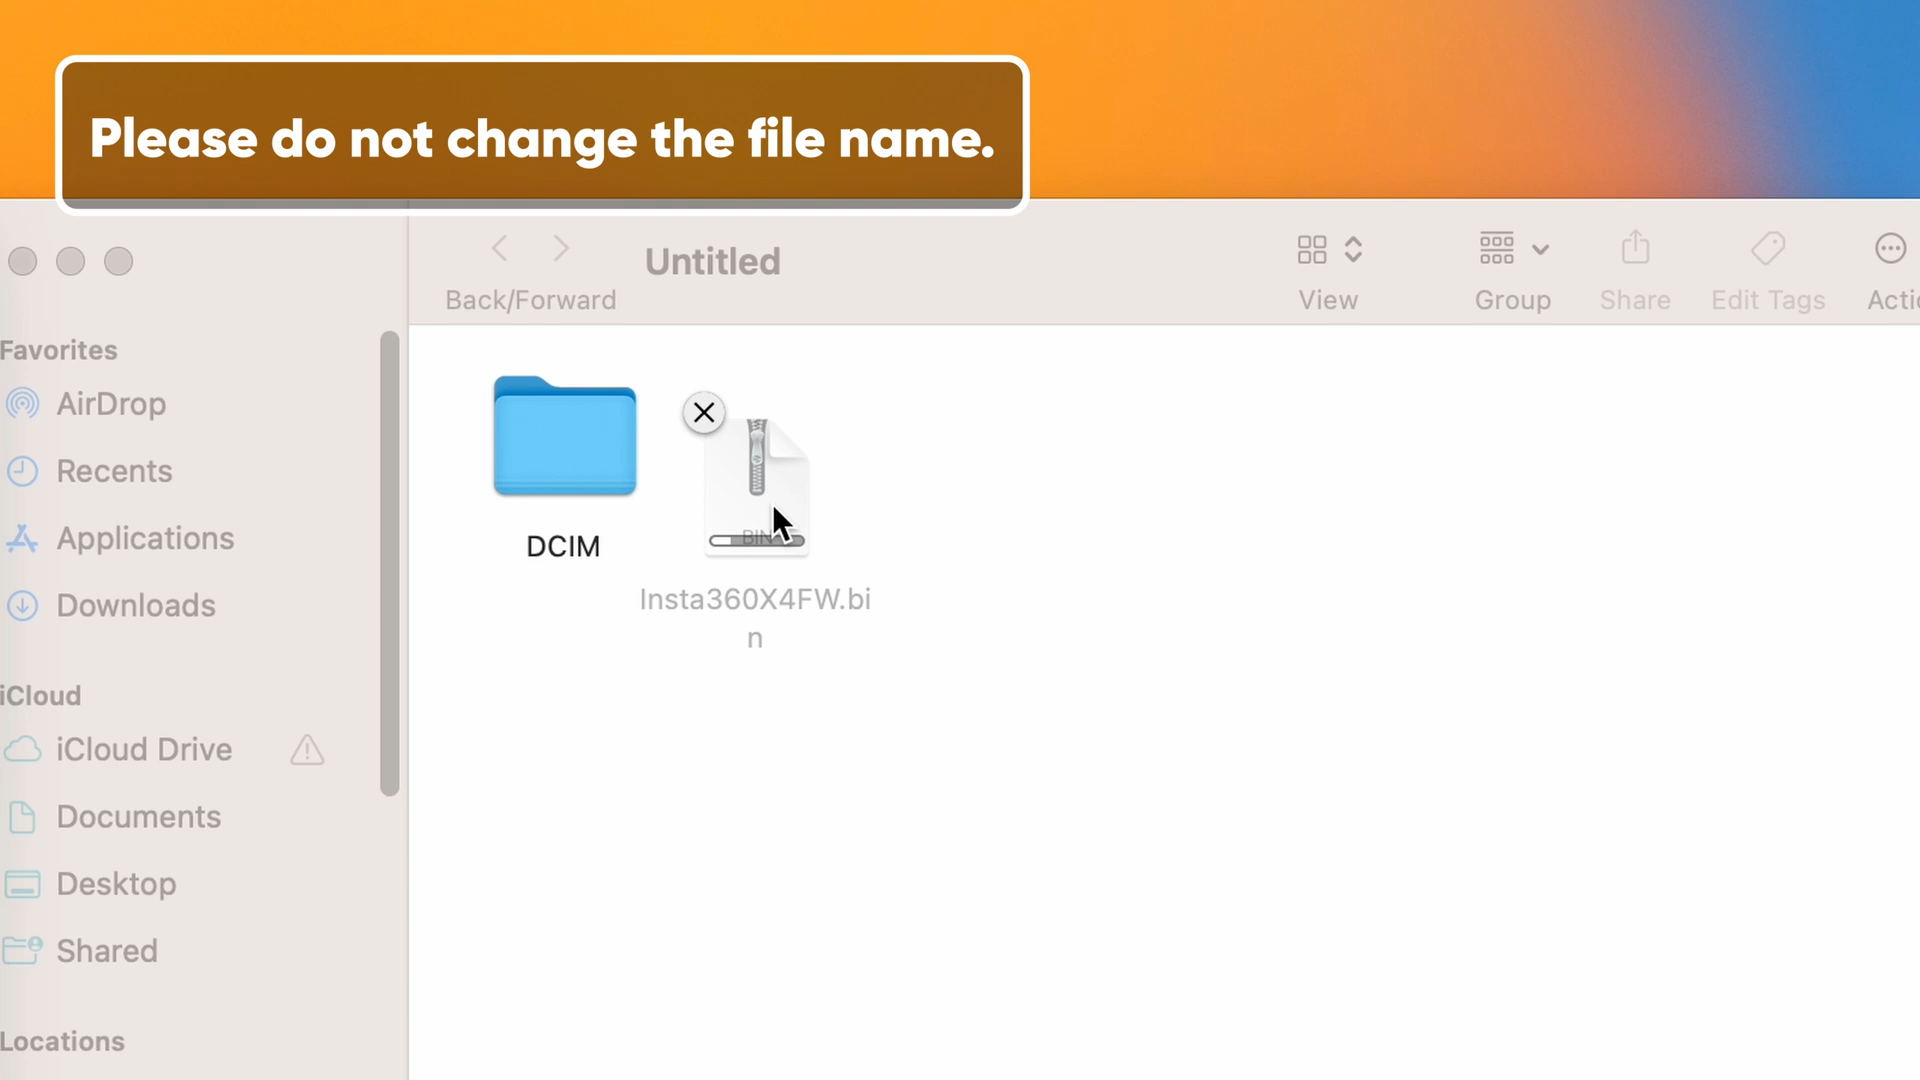 Please do not change the file name.
Untitled
Back/Forward
View
Group
Share
Edit Tags
Favorites
AirDrop
Recents
Applications
Downloads
iCloud
iCloud Drive
Documents
Desktop
Shared
Locations
DCIM
BIN
Insta360X4FW.bi
n